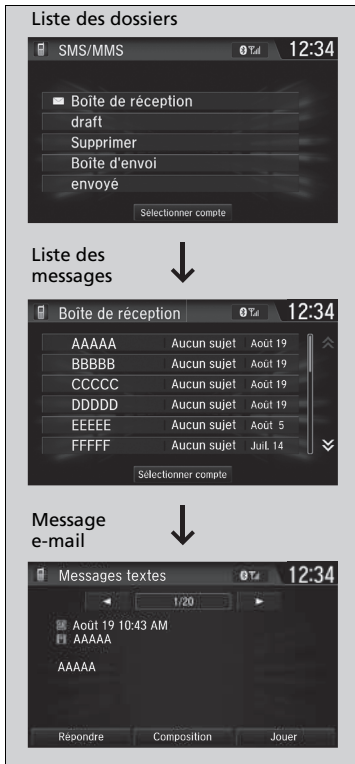 Liste des dossiers
SMS/MMS 12:34
Boîte de réception
draft
Supprimer
Boîte d'envoi
envoyé
Sélectionner compte
Liste des
messages
Boîte de réception 12:34
AAAAA Aucun sujet Août 19
BBBBB Aucun sujet Août 19
CCCCC Aucun sujet Août 19
DDDDD Aucun sujet Août 19
EEEEE Aucun sujet Août 5
FFFFF Aucun sujet Juil. 14
Sélectionner compte
Message
e-mail
Messages textes 12:34
1/20
Août 19 10:43 AM
AAAAA
AAAAA
Répondre Composition Jouer